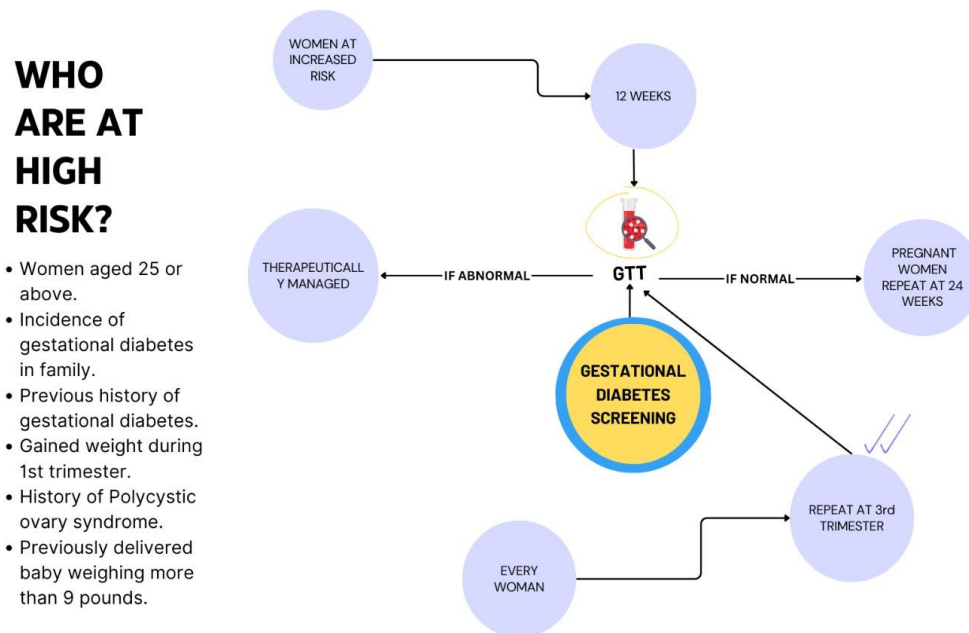 WHO
ARE AT
HIGH
RISK?
• Women aged 25 or
above.
• Incidence of
gestational diabetes
in family.
• Previous history of
gestational diabetes.
• Gained weight during
1st trimester.
• History of Polycystic
ovary syndrome.
• Previously delivered
baby weighing more
than 9 pounds.
WOMEN AT
INCREASED
RISK
12 WEEKS
THERAPEUTICALL
Y MANAGED
IF ABNORMAL
GTT
IF NORMAL
PREGNANT
WOMEN
REPEAT AT 24
WEEKS
GESTATIONAL
DIABETES
SCREENING
REPEAT AT 3rd
TRIMESTER
EVERY
WOMAN